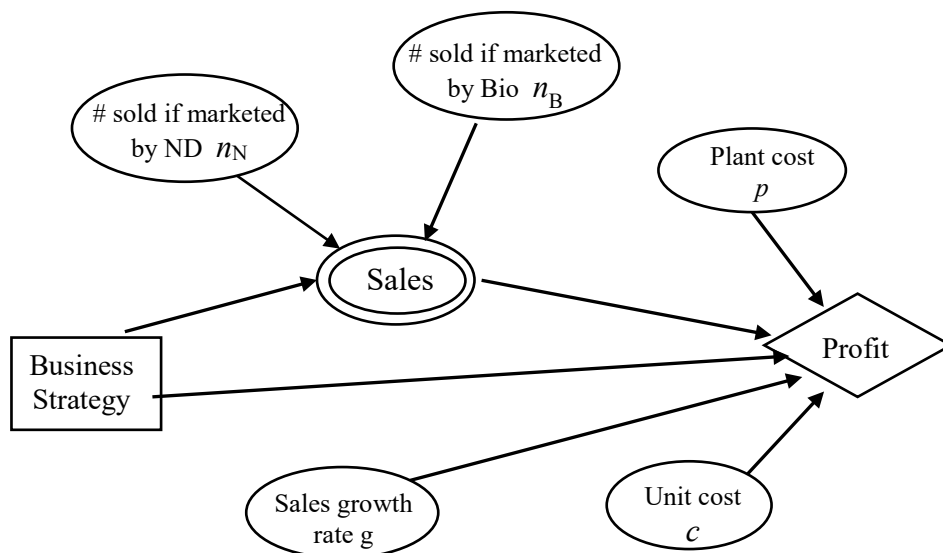 # sold if marketed
by Bio n_B
# sold if marketed
by ND n_N
Plant cost
p
Sales
Profit
Business
Strategy
Sales growth
rate g
Unit cost
c